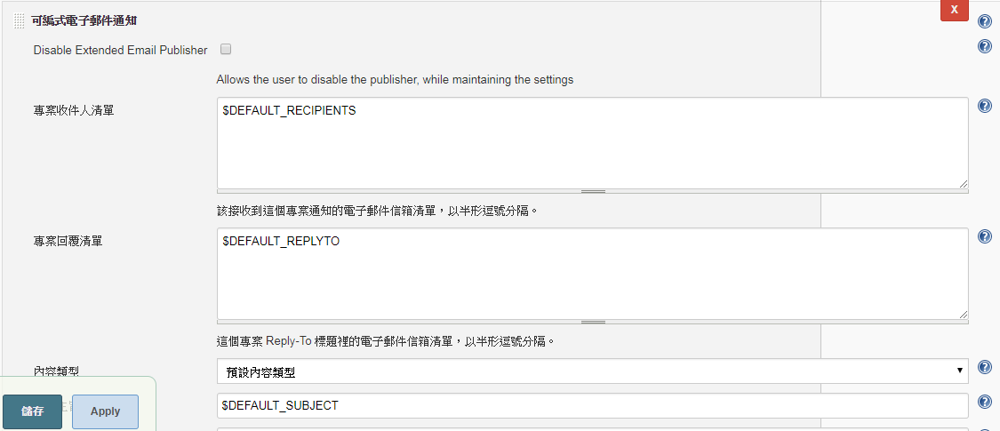 可編式電子郵件通知
X
Disable Extended Email Publisher
Allows the user to disable the publisher, while maintaining the settings
專案收件人清單
$DEFAULT_RECIPIENTS
該接收到這個專案通知的電子郵件信箱清單，以半形逗號分隔。
專案回覆清單
$DEFAULT_REPLYTO
這個專案 Reply-To 標題裡的電子郵件信箱清單，以半形逗號分隔。
內容類型
預設內容類型
$DEFAULT_SUBJECT
儲存
Apply